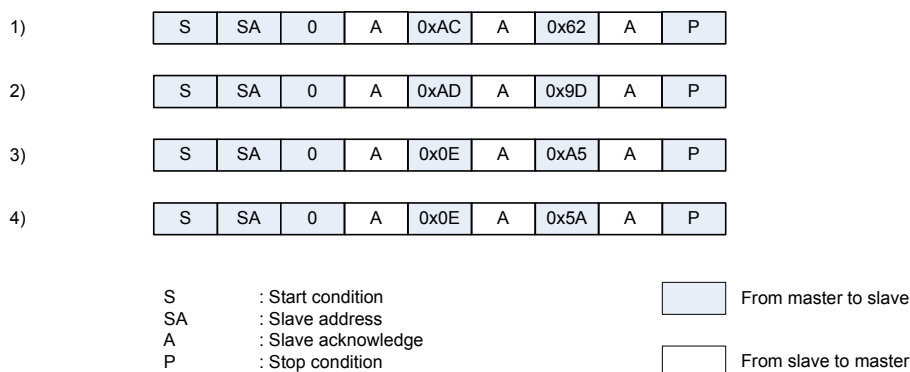 1) S SA 0 A 0xAC A 0x62 A P
2) S SA 0 A 0xAD A 0x9D A P
3) S SA 0 A 0x0E A 0xA5 A P
4) S SA 0 A 0x0E A 0x5A A P
S : Start condition
SA : Slave address
A : Slave acknowledge
P : Stop condition
From master to slave
From slave to master